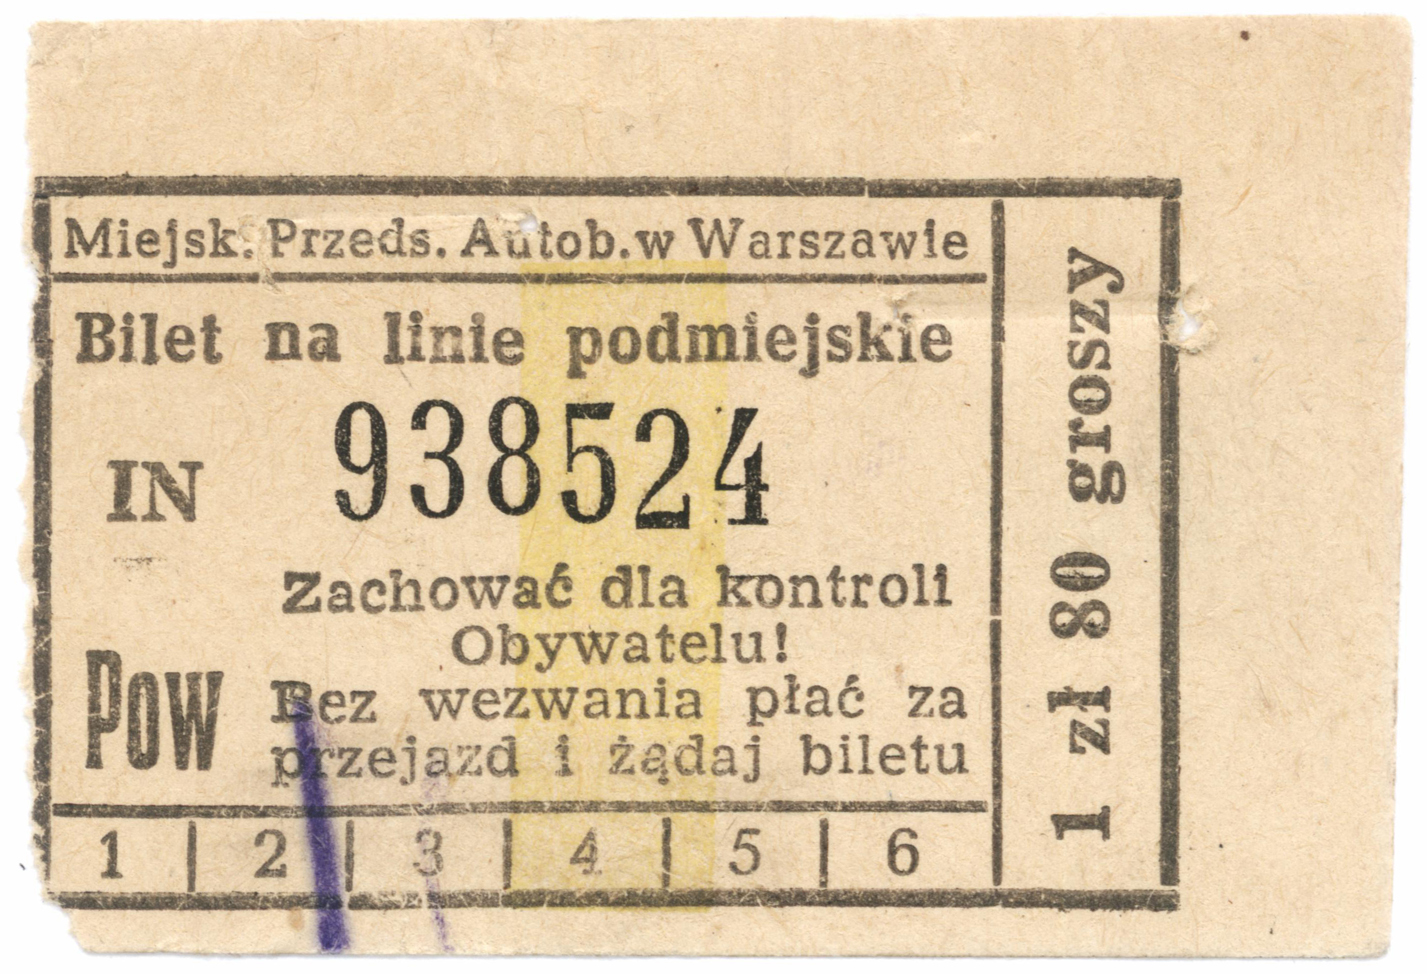 Miejsk. Przeds. Autob. w Warszawie
Bilet na linie podmiejskie
IN 938524
Zachować dla kontroli
Obywatelu!
Pow
Bez wezwania płać za
przejazd i żądaj biletu
1 | 2 | 3 | 4 | 5 | 6
1 zł 80 groszy